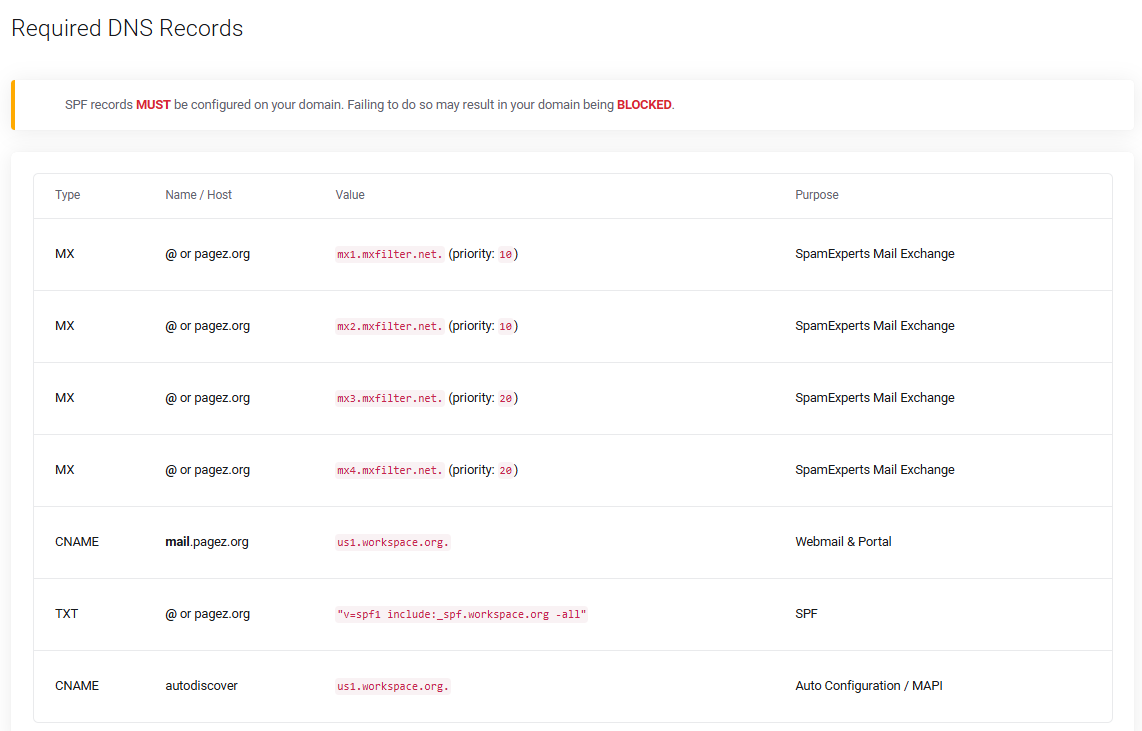 Required DNS Records
SPF records MUST be configured on your domain. Failing to do so may result in your domain being BLOCKED.
Type Name / Host Value Purpose
MX @ or pagez.org mx1.mxfilter.net. (priority: 10) SpamExperts Mail Exchange
MX @ or pagez.org mx2.mxfilter.net. (priority: 10) SpamExperts Mail Exchange
MX @ or pagez.org mx3.mxfilter.net. (priority: 20) SpamExperts Mail Exchange
MX @ or pagez.org mx4.mxfilter.net. (priority: 20) SpamExperts Mail Exchange
CNAME mail.pagez.org us1.workspace.org. Webmail & Portal
TXT @ or pagez.org "v=spf1 include:_spf.workspace.org -all" SPF
CNAME autodiscover us1.workspace.org. Auto Configuration / MAPI